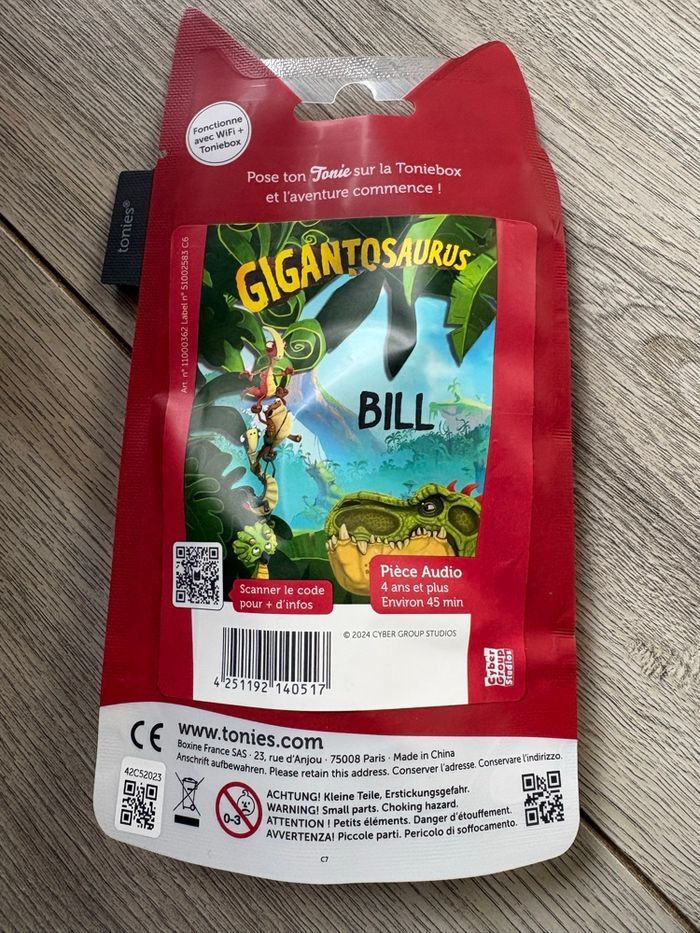 Fonctionne
avec WiFi +
Toniebox
Pose ton Tonie sur la Toniebox
et l'aventure commence !
tonies®
Art. n° 11000362 Label n° 51002583 C6
GIGANTOSAURUS
BILL
Scanner le code
pour + d'infos
Pièce Audio
4 ans et plus
Environ 45 min
© 2024 CYBER GROUP STUDIOS
4 251192 140517
Cyber
Group
Studios
CE
www.tonies.com
Boxine France SAS · 23, rue d'Anjou · 75008 Paris · Made in China
Anschrift aufbewahren. Please retain this address. Conserver l'adresse. Conservare l'indirizzo.
42C52023
0-3
ACHTUNG! Kleine Teile, Erstickungsgefahr.
WARNING! Small parts. Choking hazard.
ATTENTION ! Petits éléments. Danger d'étouffement.
AVVERTENZA! Piccole parti. Pericolo di soffocamento.
C7